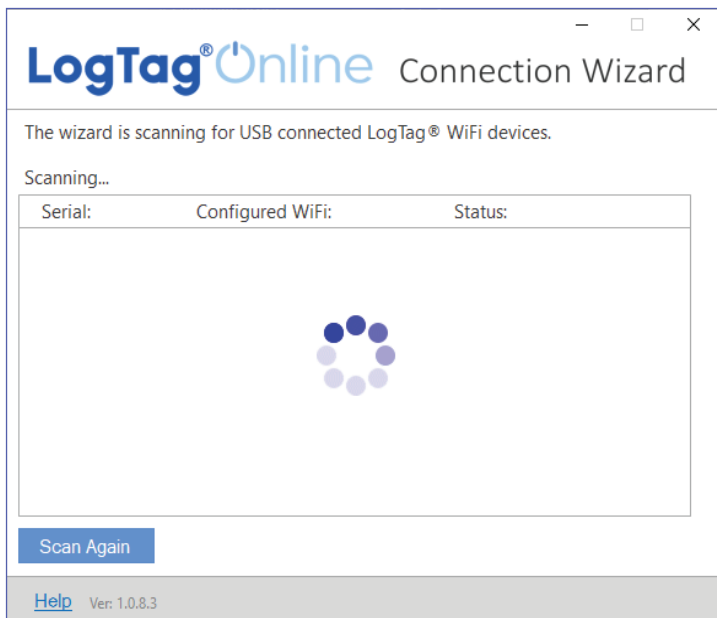 LogTag® Online Connection Wizard
The wizard is scanning for USB connected LogTag® WiFi devices.
Scanning...
Serial: Configured WiFi: Status:
Scan Again
Help Ver: 1.0.8.3